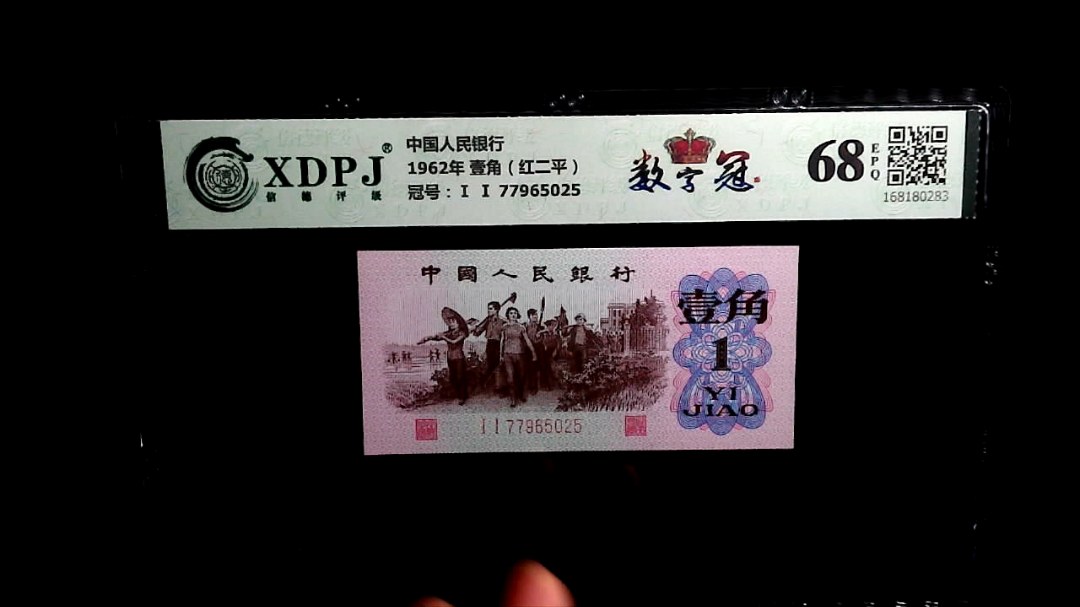 XDPJ®
信德评级
中国人民银行
1962年 壹角（红二平）
冠号：I I 77965025
数字冠
68
EPQ
168180283
中國人民銀行
壹角
1
YI
JIAO
I I 77965025